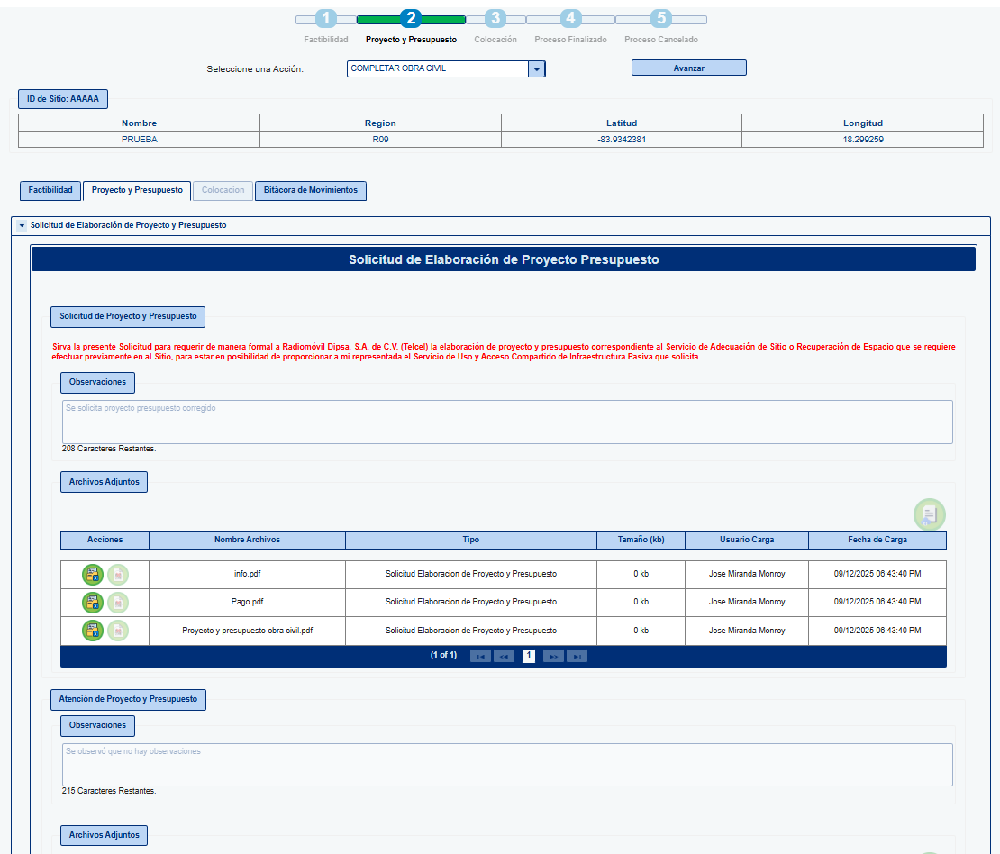 1 2 3 4 5
Factibilidad Proyecto y Presupuesto Colocación Proceso Finalizado Proceso Cancelado
Seleccione una Acción: COMPLETAR OBRA CIVIL Avanzar
ID de Sitio: AAAAA
Nombre Region Latitud Longitud
PRUEBA R09 -83.9342381 18.299259
Factibilidad Proyecto y Presupuesto Colocacion Bitácora de Movimientos
Solicitud de Elaboración de Proyecto y Presupuesto
Solicitud de Elaboración de Proyecto Presupuesto
Solicitud de Proyecto y Presupuesto
Sirva la presente Solicitud para requerir de manera formal a Radiomóvil Dipsa, S.A. de C.V. (Telcel) la elaboración de proyecto y presupuesto correspondiente al Servicio de Adecuación de Sitio o Recuperación de Espacio que se requiere
efectuar previamente en al Sitio, para estar en posibilidad de proporcionar a mi representada el Servicio de Uso y Acceso Compartido de Infraestructura Pasiva que solicita.
Observaciones
Se solicita proyecto presupuesto corregido
208 Caracteres Restantes.
Archivos Adjuntos
Acciones Nombre Archivos Tipo Tamaño (kb) Usuario Carga Fecha de Carga
info.pdf Solicitud Elaboracion de Proyecto y Presupuesto 0 kb Jose Miranda Monroy 09/12/2025 06:43:40 PM
Pago.pdf Solicitud Elaboracion de Proyecto y Presupuesto 0 kb Jose Miranda Monroy 09/12/2025 06:43:40 PM
Proyecto y presupuesto obra civil.pdf Solicitud Elaboracion de Proyecto y Presupuesto 0 kb Jose Miranda Monroy 09/12/2025 06:43:40 PM
(1 of 1) 1
Atención de Proyecto y Presupuesto
Observaciones
Se observó que no hay observaciones
215 Caracteres Restantes.
Archivos Adjuntos